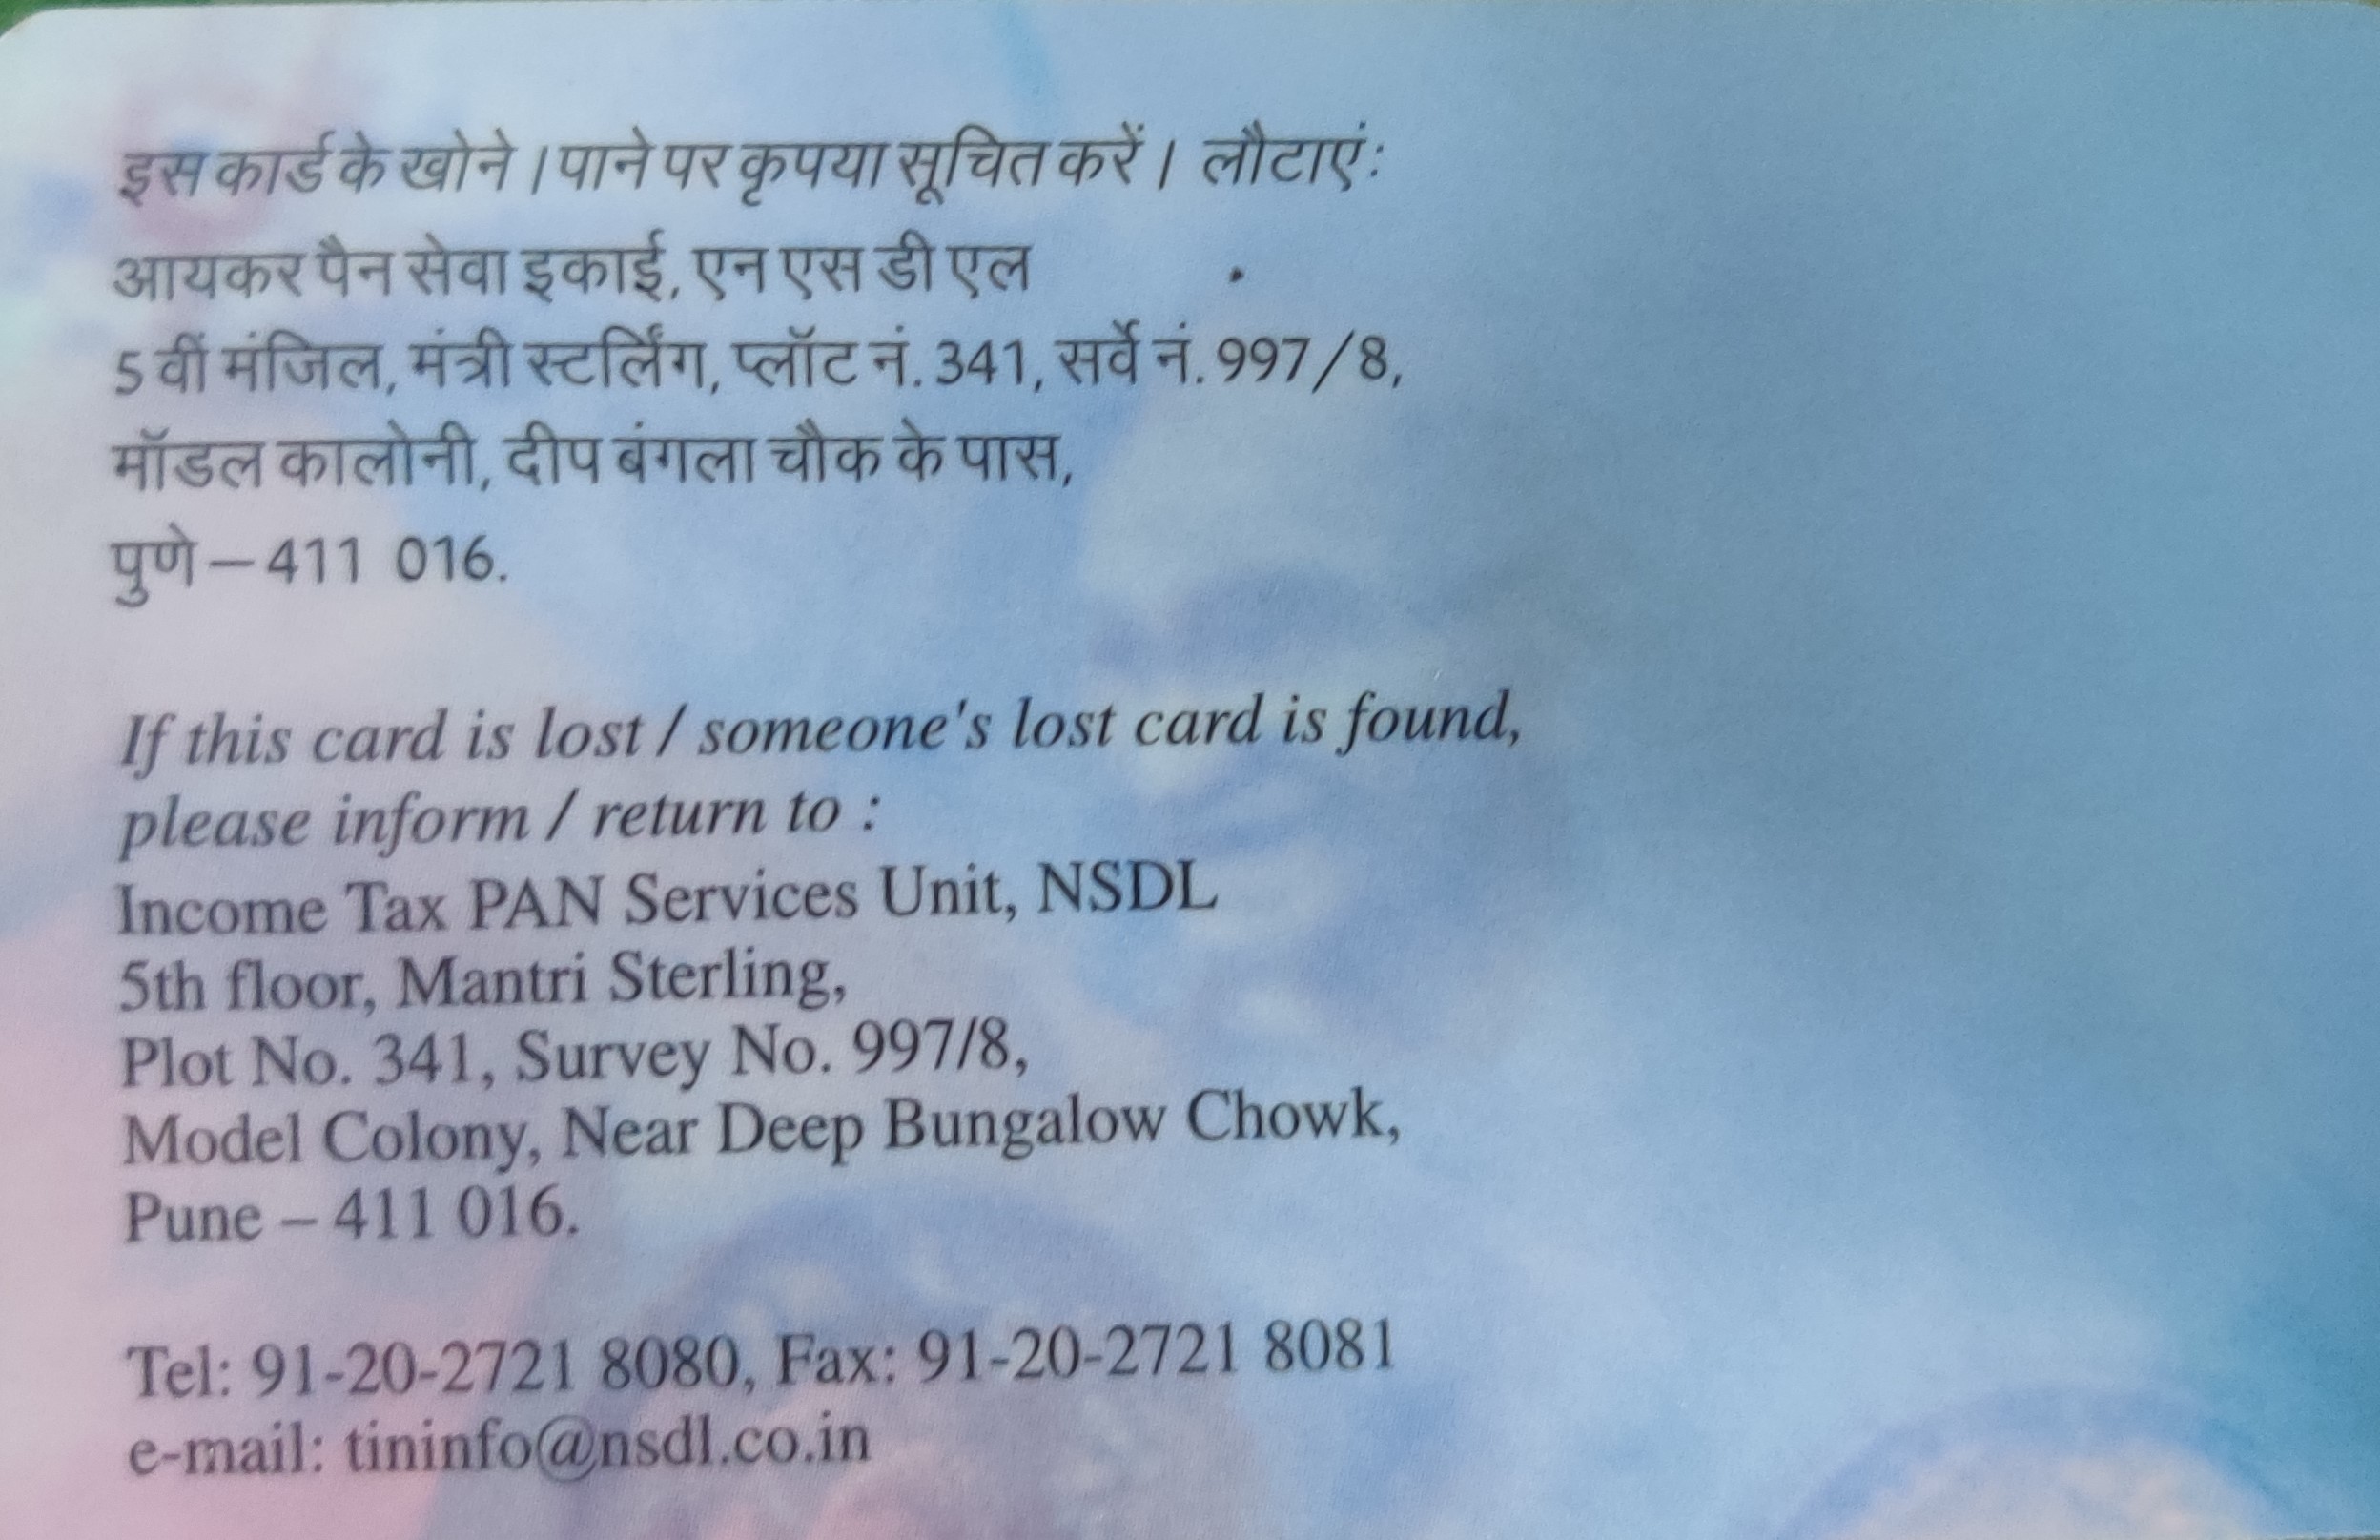 इस कार्ड के खोने / पाने पर कृपया सूचित करें / लौटाएं:
आयकर पैन सेवा इकाई, एन एस डी एल
5 वीं मंजिल, मंत्री स्टर्लिंग, प्लॉट नं. 341, सर्वे नं. 997/8,
मॉडल कालोनी, दीप बंगला चौक के पास,
पुणे – 411 016.
If this card is lost / someone's lost card is found,
please inform / return to :
Income Tax PAN Services Unit, NSDL
5th floor, Mantri Sterling,
Plot No. 341, Survey No. 997/8,
Model Colony, Near Deep Bungalow Chowk,
Pune – 411 016.
Tel: 91-20-2721 8080, Fax: 91-20-2721 8081
e-mail: tininfo@nsdl.co.in